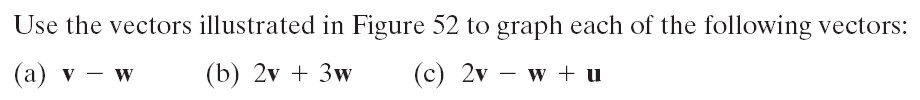 Use the vectors illustrated in Figure 52 to graph each of the following vectors:
(a) v − w (b) 2v + 3w (c) 2v − w + u